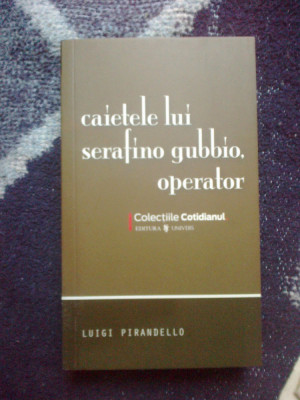 caietele lui
serafino gubbio,
operator
Colecțiile Cotidianul
EDITURA UNIVERS
LUIGI PIRANDELLO